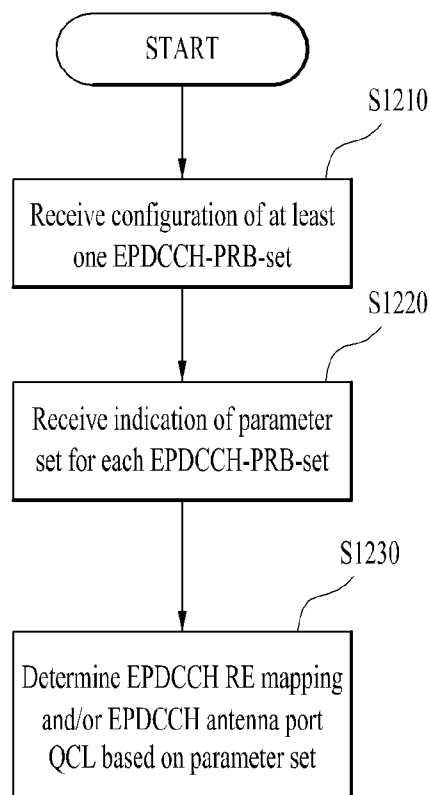 START
S1210
Receive configuration of at least
one EPDCCH-PRB-set
S1220
Receive indication of parameter
set for each EPDCCH-PRB-set
S1230
Determine EPDCCH RE mapping
and/or EPDCCH antenna port
QCL based on parameter set